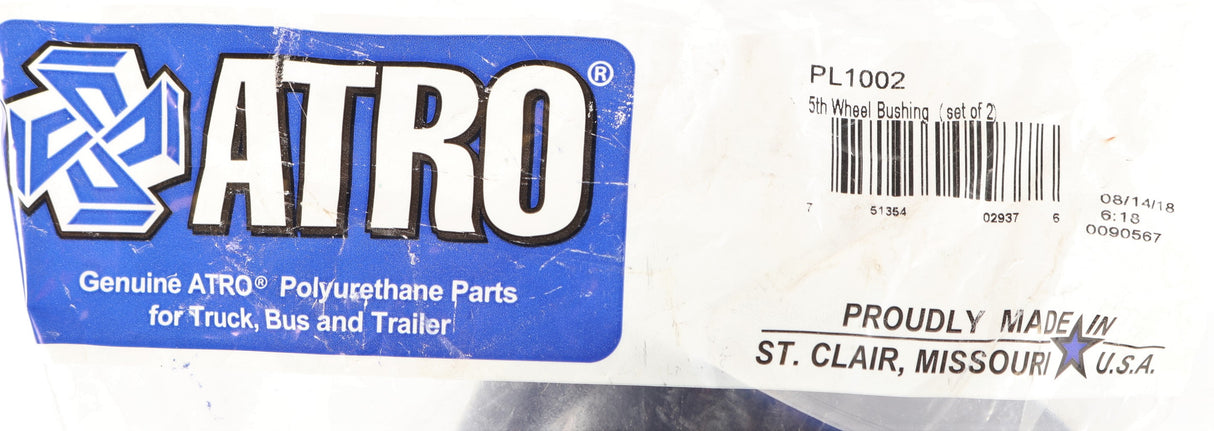 ATRO®
Genuine ATRO® Polyurethane Parts
for Truck, Bus and Trailer
PL1002
5th Wheel Bushing (set of 2)
7 51354 02937 6
08/14/18
6:18
0090567
PROUDLY MADE IN
ST. CLAIR, MISSOURI U.S.A.